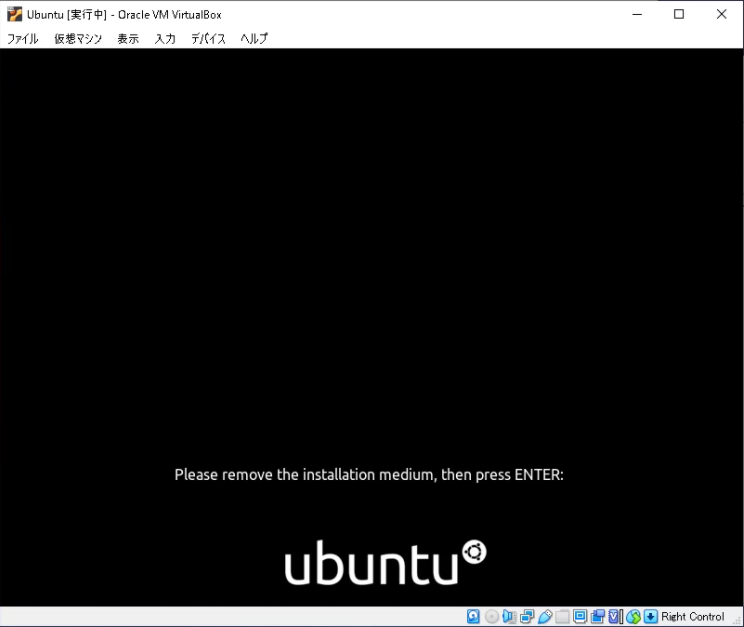 Ubuntu [実行中] - Oracle VM VirtualBox
ファイル 仮想マシン 表示 入力 デバイス ヘルプ
Please remove the installation medium, then press ENTER:
ubuntu
Right Control